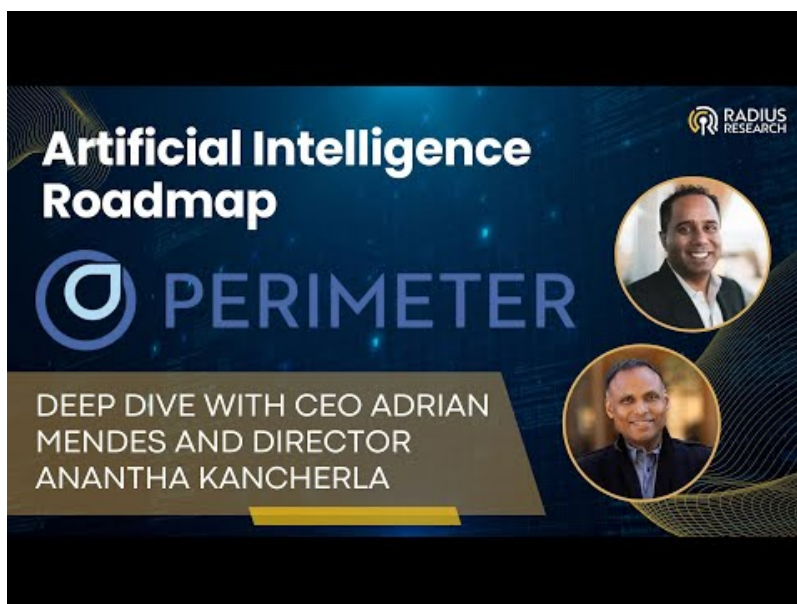 Artificial Intelligence
Roadmap
RADIUS
RESEARCH
PERIMETER
DEEP DIVE WITH CEO ADRIAN
MENDES AND DIRECTOR
ANANTHA KANCHERLA